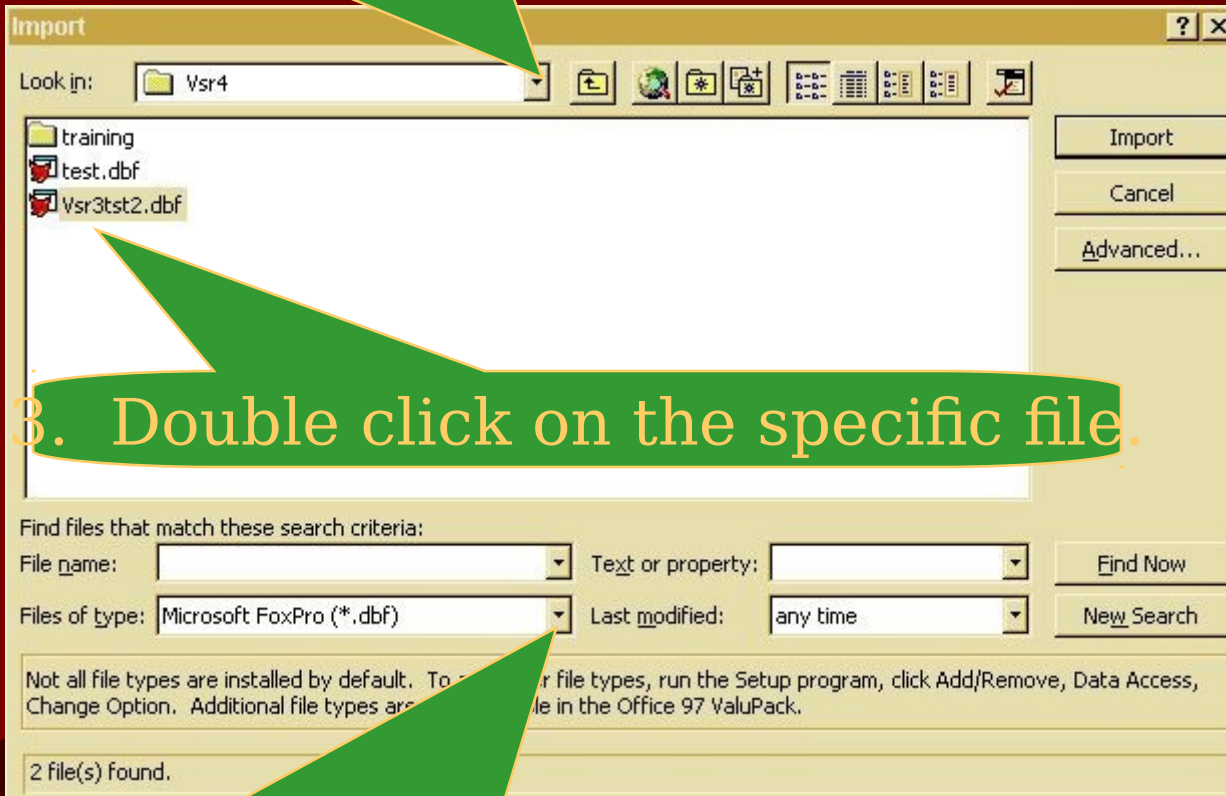 Import
Look in: Vsr4
training
test.dbf
Vsr3tst2.dbf
Import
Cancel
Advanced...
3. Double click on the specific file.
Find files that match these search criteria:
File name:
Text or property:
Find Now
Files of type: Microsoft FoxPro (*.dbf)
Last modified: any time
New Search
Not all file types are installed by default. To file types, run the Setup program, click Add/Remove, Data Access,
Change Option. Additional file types are in the Office 97 ValuPack.
2 file(s) found.